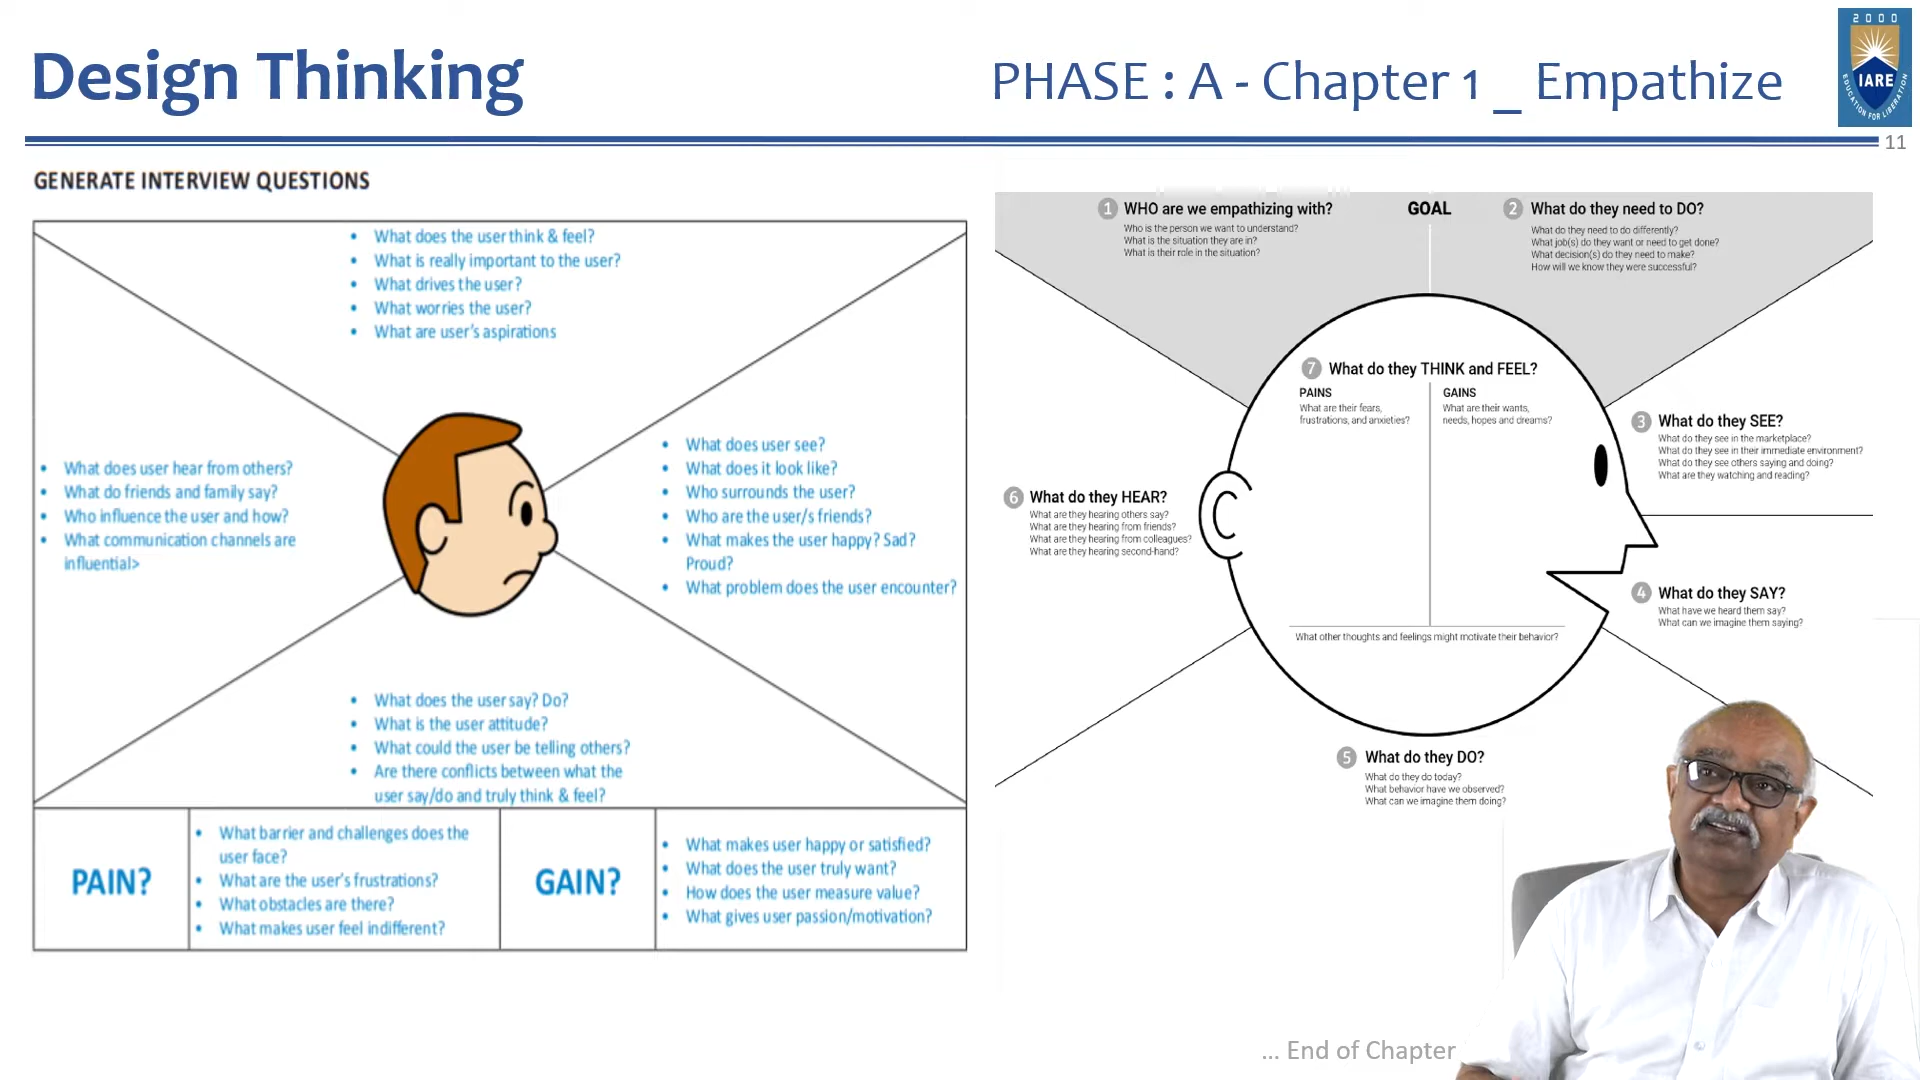 Design Thinking
PHASE : A - Chapter 1 _ Empathize
2 0 0 0
IARE
EDUCATION FOR LIBERATION
11
GENERATE INTERVIEW QUESTIONS
• What does the user think & feel?
• What is really important to the user?
• What drives the user?
• What worries the user?
• What are user's aspirations
• What does user hear from others?
• What do friends and family say?
• Who influence the user and how?
• What communication channels are
influential>
• What does user see?
• What does it look like?
• Who surrounds the user?
• Who are the user/s friends?
• What makes the user happy? Sad?
Proud?
• What problem does the user encounter?
• What does the user say? Do?
• What is the user attitude?
• What could the user be telling others?
• Are there conflicts between what the
user say/do and truly think & feel?
PAIN?
• What barrier and challenges does the
user face?
• What are the user's frustrations?
• What obstacles are there?
• What makes user feel indifferent?
GAIN?
• What makes user happy or satisfied?
• What does the user truly want?
• How does the user measure value?
• What gives user passion/motivation?
1 WHO are we empathizing with?
Who is the person we want to understand?
What is the situation they are in?
What is their role in the situation?
GOAL
2 What do they need to DO?
What do they need to do differently?
What job(s) do they want or need to get done?
What decision(s) do they need to make?
How will we know they were successful?
3 What do they SEE?
What do they see in the marketplace?
What do they see in their immediate environment?
What do they see others saying and doing?
What are they watching and reading?
4 What do they SAY?
What have we heard them say?
What can we imagine them saying?
5 What do they DO?
What do they do today?
What behavior have we observed?
What can we imagine them doing?
6 What do they HEAR?
What are they hearing others say?
What are they hearing from friends?
What are they hearing from colleagues?
What are they hearing second-hand?
7 What do they THINK and FEEL?
PAINS
What are their fears,
frustrations, and anxieties?
GAINS
What are their wants,
needs, hopes and dreams?
What other thoughts and feelings might motivate their behavior?
... End of Chapter